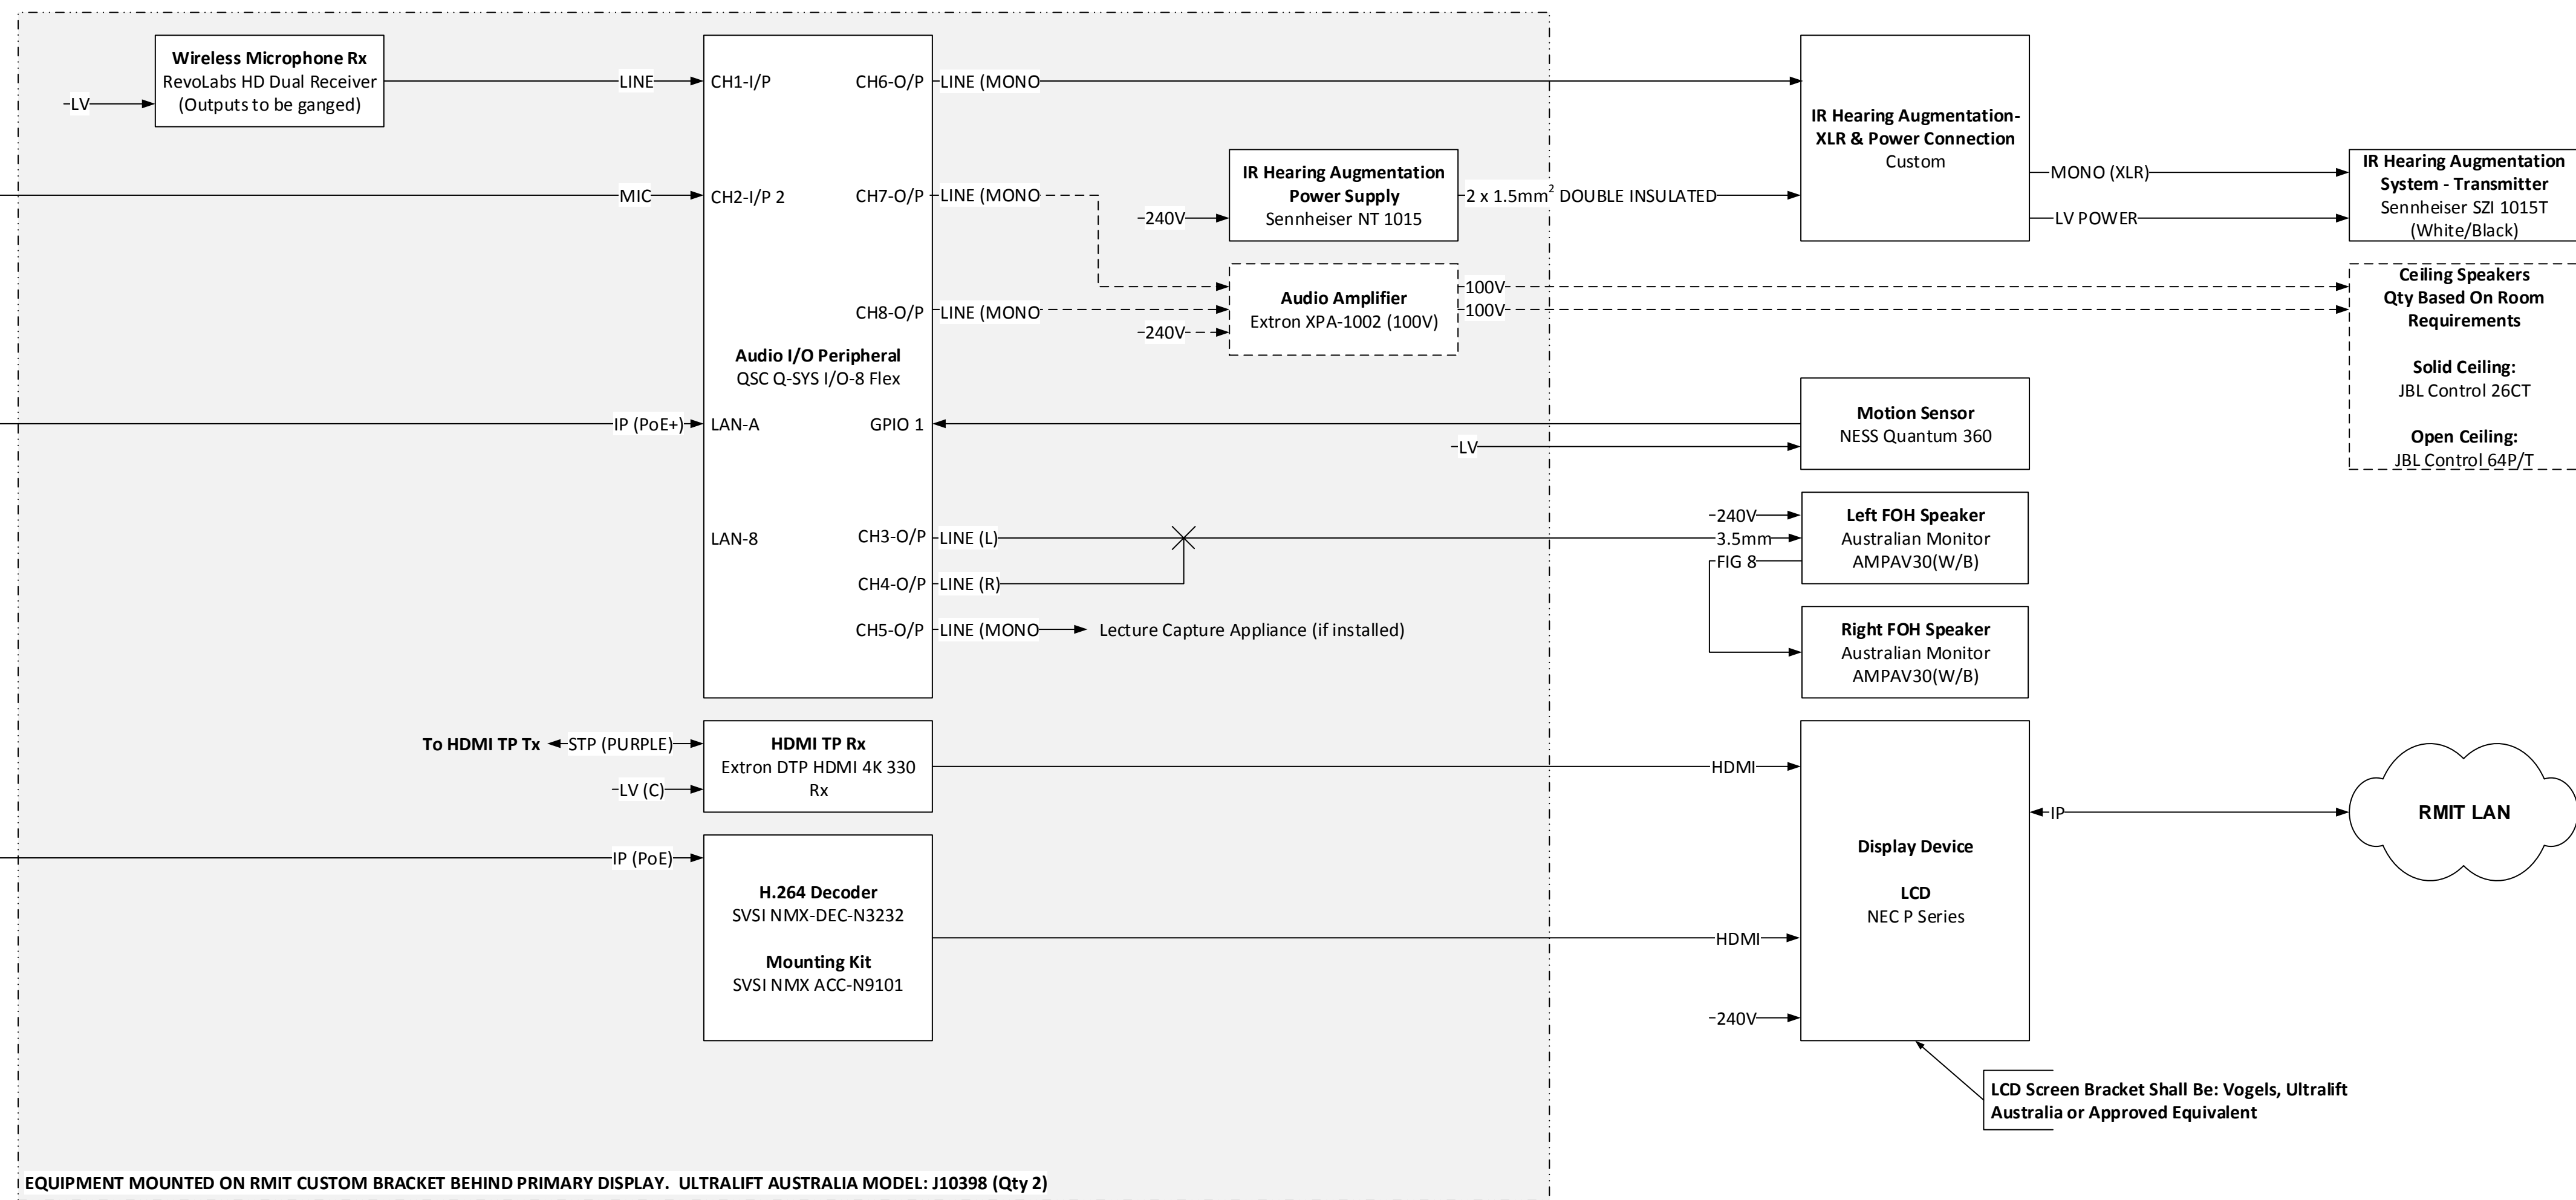 Wireless Microphone Rx
RevoLabs HD Dual Receiver
(Outputs to be ganged)
LV
LINE
CH1-I/P
CH6-O/P
LINE (MONO
MIC
CH2-I/P 2
CH7-O/P
LINE (MONO
CH8-O/P
LINE (MONO
Audio I/O Peripheral
QSC Q-SYS I/O-8 Flex
IP (PoE+)
LAN-A
GPIO 1
LAN-8
CH3-O/P
LINE (L)
CH4-O/P
LINE (R)
CH5-O/P
LINE (MONO
Lecture Capture Appliance (if installed)
IR Hearing Augmentation
Power Supply
Sennheiser NT 1015
240V
2 x 1.5mm² DOUBLE INSULATED
Audio Amplifier
Extron XPA-1002 (100V)
240V
100V
100V
IR Hearing Augmentation-
XLR & Power Connection
Custom
MONO (XLR)
LV POWER
IR Hearing Augmentation
System - Transmitter
Sennheiser SZI 1015T
(White/Black)
Ceiling Speakers
Qty Based On Room
Requirements
Solid Ceiling:
JBL Control 26CT
Open Ceiling:
JBL Control 64P/T
Motion Sensor
NESS Quantum 360
LV
240V
3.5mm
FIG 8
Left FOH Speaker
Australian Monitor
AMPAV30(W/B)
Right FOH Speaker
Australian Monitor
AMPAV30(W/B)
To HDMI TP Tx
STP (PURPLE)
LV (C)
HDMI TP Rx
Extron DTP HDMI 4K 330
Rx
HDMI
IP (PoE)
H.264 Decoder
SVSI NMX-DEC-N3232
Mounting Kit
SVSI NMX ACC-N9101
HDMI
240V
Display Device
LCD
NEC P Series
IP
RMIT LAN
LCD Screen Bracket Shall Be: Vogels, Ultralift
Australia or Approved Equivalent
EQUIPMENT MOUNTED ON RMIT CUSTOM BRACKET BEHIND PRIMARY DISPLAY. ULTRALIFT AUSTRALIA MODEL: J10398 (Qty 2)